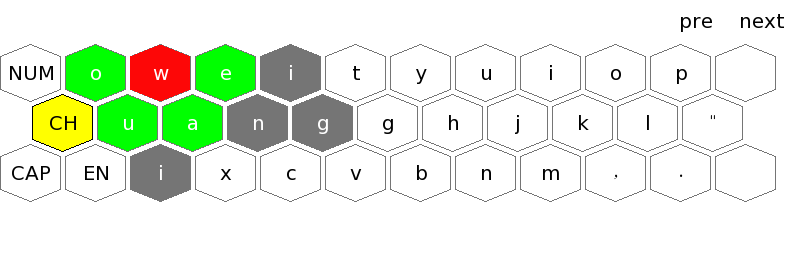 pre next
NUM o w e i t y u i o p
CH u a n g g h j k l "
CAP EN i x c v b n m , .